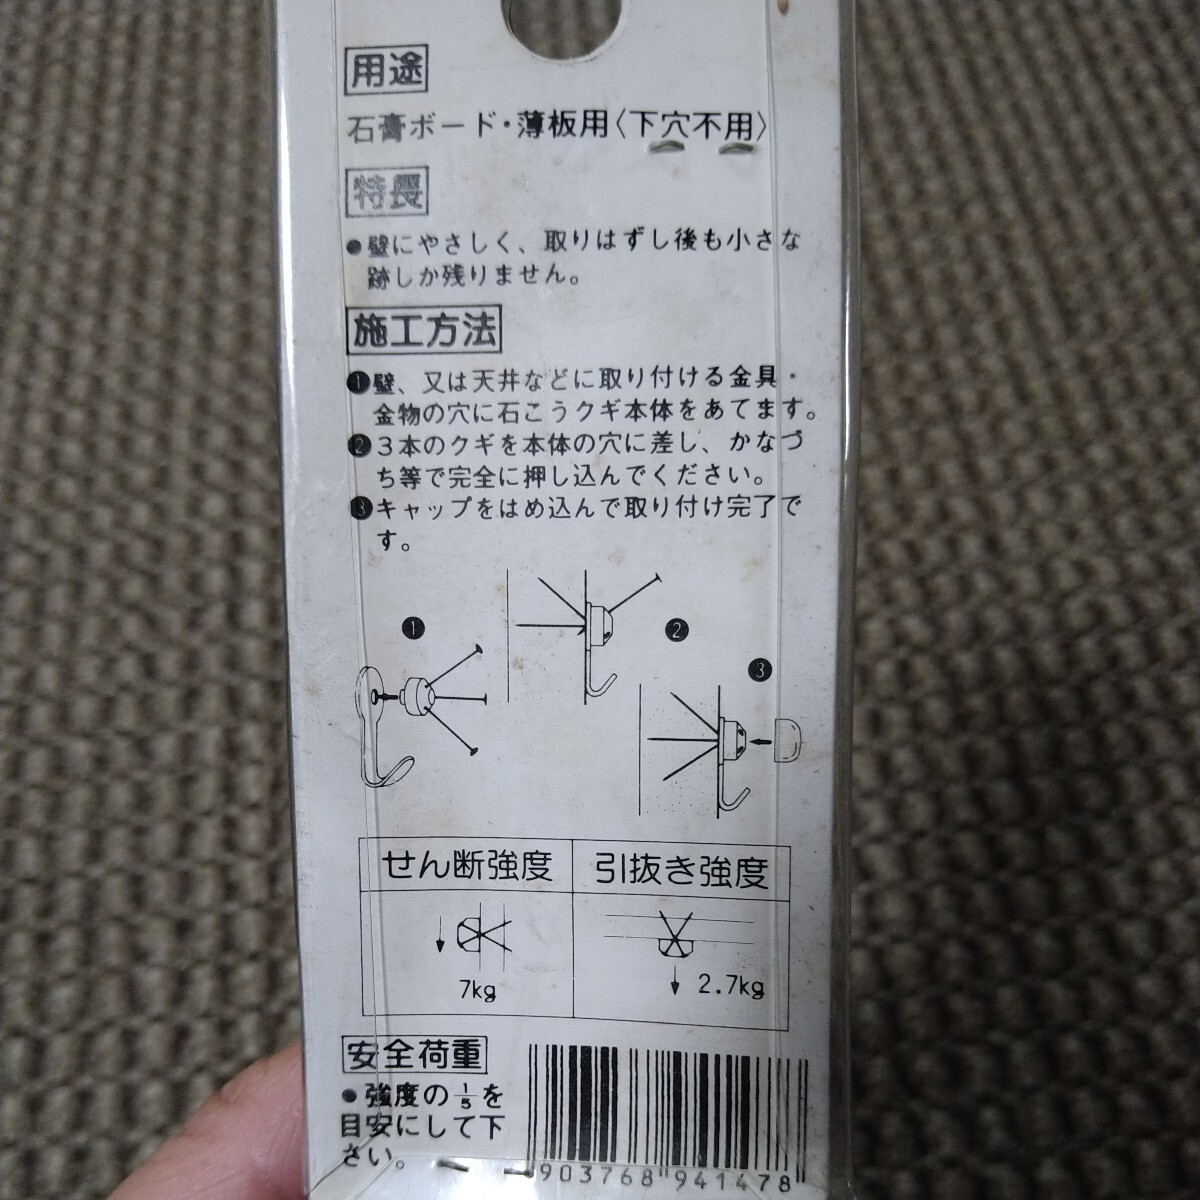 用途
石膏ボード・薄板用〈下穴不用〉
特長
●壁にやさしく、取りはずし後も小さな
跡しか残りません。
施工方法
❶壁、又は天井などに取り付ける金具・
金物の穴に石こうクギ本体をあてます。
❷3本のクギを本体の穴に差し、かなづ
ち等で完全に押し込んでください。
❸キャップをはめ込んで取り付け完了で
す。
❶
❷
❸
せん断強度
引抜き強度
7kg
2.7kg
安全荷重
●強度の1/5を
目安にして下
さい。
903768 941478